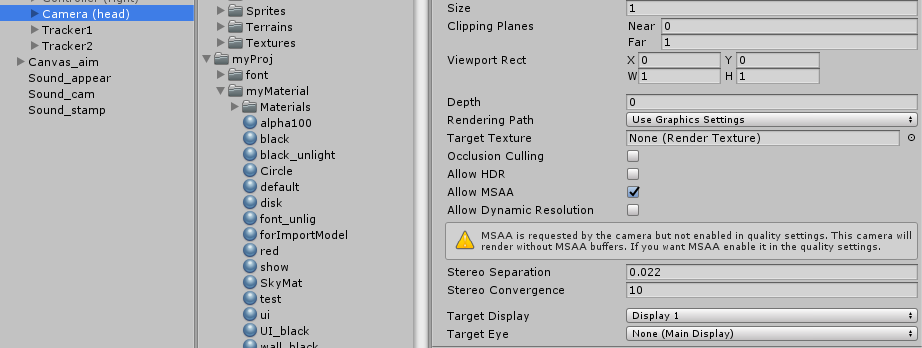 Controller (right)
Camera (head)
Tracker1
Tracker2
Canvas_aim
Sound_appear
Sound_cam
Sound_stamp
Sprites
Terrains
Textures
myProj
font
myMaterial
Materials
alpha100
black
black_unlight
Circle
default
disk
font_unlig
forImportModel
red
show
SkyMat
test
ui
UI_black
wall_black
Size 1
Clipping Planes Near 0
Far 1
Viewport Rect X 0 Y 0
W 1 H 1
Depth 0
Rendering Path Use Graphics Settings
Target Texture None (Render Texture)
Occlusion Culling
Allow HDR
Allow MSAA
Allow Dynamic Resolution
MSAA is requested by the camera but not enabled in quality settings. This camera will
render without MSAA buffers. If you want MSAA enable it in the quality settings.
Stereo Separation 0.022
Stereo Convergence 10
Target Display Display 1
Target Eye None (Main Display)